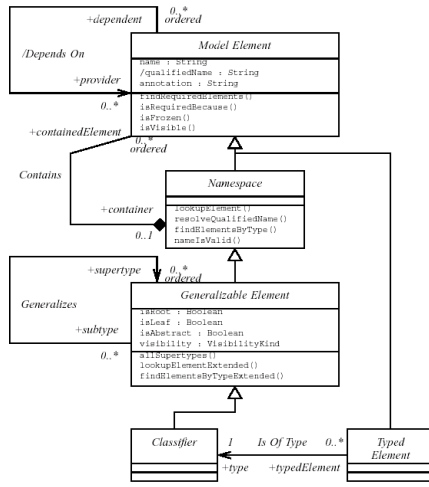 +dependent
0..*
ordered
Model Element
/Depends On
name : String
/qualifiedName : String
annotation : String
+provider
0..*
findRequiredElements()
isRequiredBecause()
isFrozen()
isVisible()
+containedElement
0..*
ordered
Contains
Namespace
+container
0..1
lookupElement()
resolveQualifiedName()
findElementsByType()
nameIsValid()
+supertype
0..*
ordered
Generalizable Element
Generalizes
isRoot : Boolean
isLeaf : Boolean
isAbstract : Boolean
visibility : VisibilityKind
+subtype
0..*
allSupertypes()
lookupElementExtended()
findElementsByTypeExtended()
Classifier
1
Is Of Type
0..*
Typed
Element
+type
+typedElement